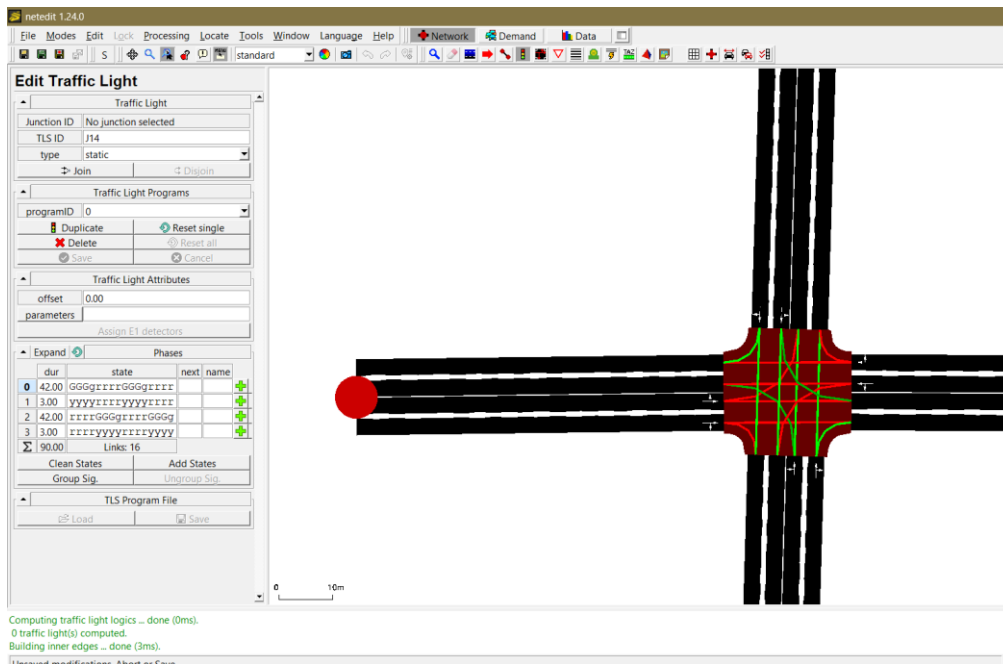 netedit 1.24.0
File Modes Edit Lock Processing Locate Tools Window Language Help Network Demand Data
S standard TAZ
Edit Traffic Light
Traffic Light
Junction ID No junction selected
TLS ID J14
type static
Join Disjoin
Traffic Light Programs
programID 0
Duplicate Reset single
Delete Reset all
Save Cancel
Traffic Light Attributes
offset 0.00
parameters
Assign E1 detectors
Expand Phases
dur state next name
0 42.00 GGGgrrrrGGGgrrrr
1 3.00 yyyyrrrryyyyrrrr
2 42.00 rrrrGGGgrrrrGGGg
3 3.00 rrrryyyyrrrryyyy
Σ 90.00 Links: 16
Clean States Add States
Group Sig. Ungroup Sig.
TLS Program File
Load Save
0 10m
Computing traffic light logics ... done (0ms).
0 traffic light(s) computed.
Building inner edges ... done (3ms).
Unsaved modifications. Abort or Save